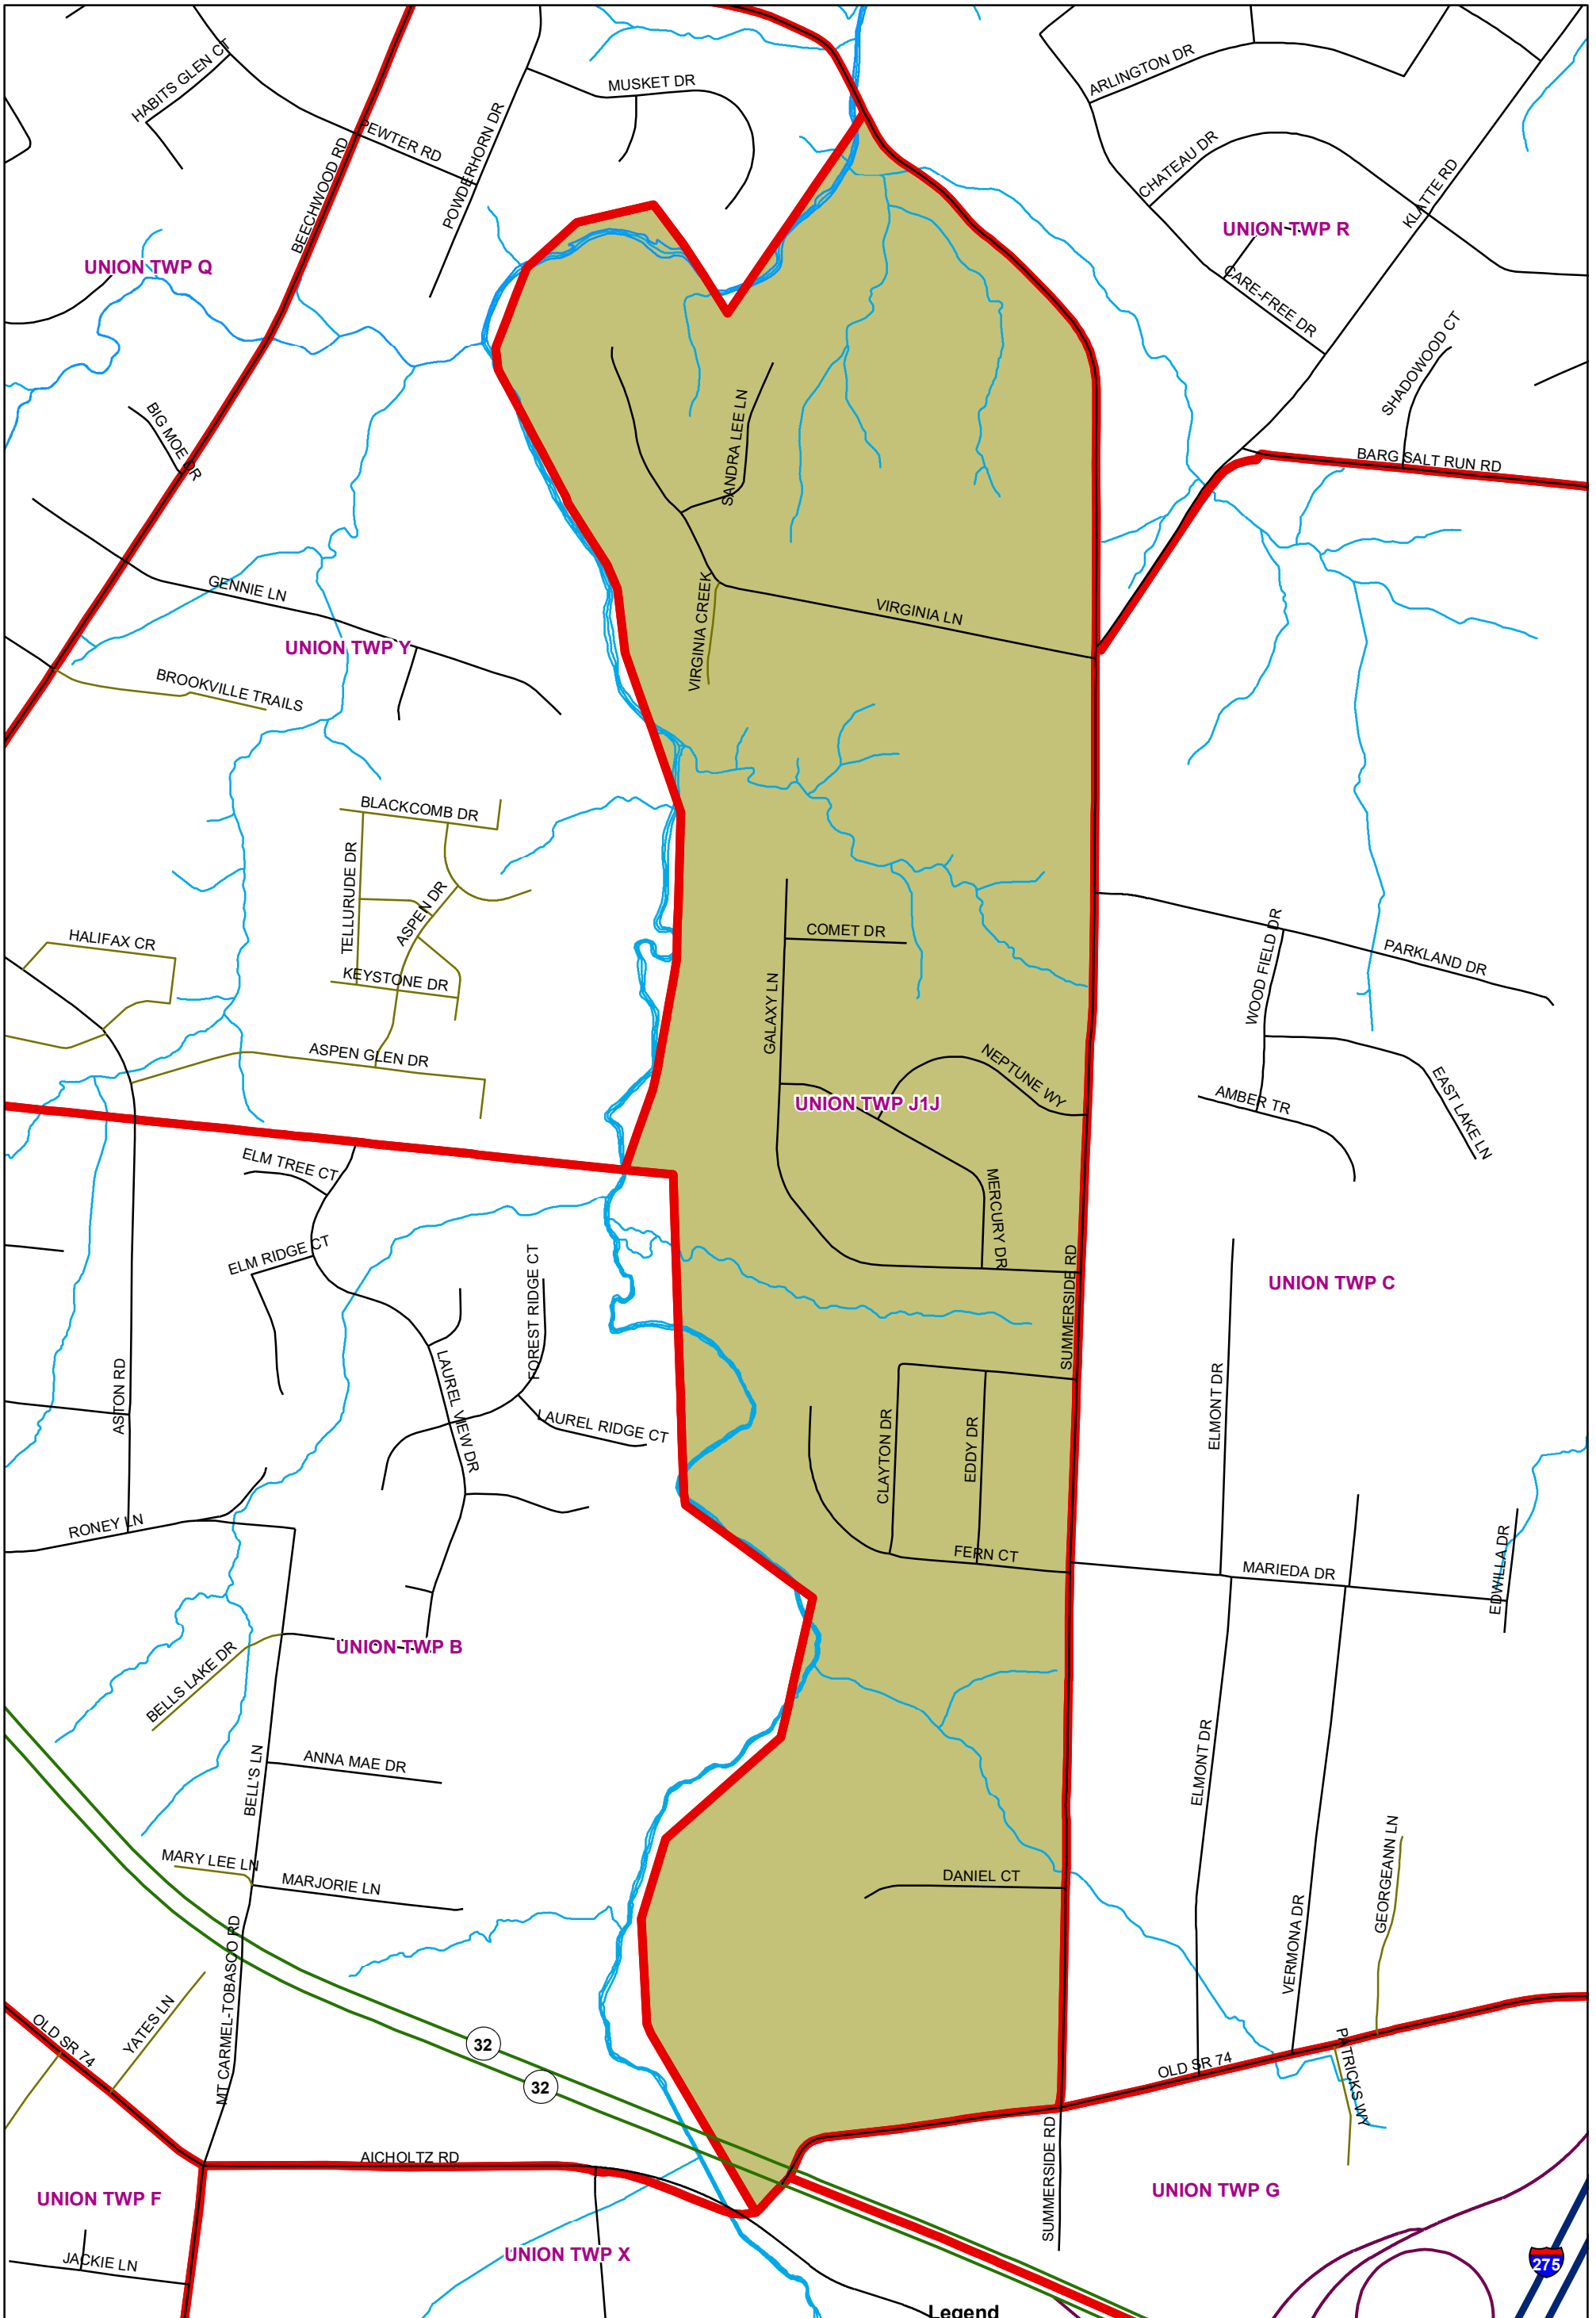 HABITS GLEN CT
MUSKET DR
ARLINGTON DR
PEWTER RD
POWDERHORN DR
BEECHWOOD RD
CHATEAU DR
KLATTE RD
UNION TWP R
UNION TWP Q
CARE-FREE DR
SHADOWOOD CT
BIG MOE DR
SANDRA LEE LN
BARG SALT RUN RD
GENNIE LN
VIRGINIA CREEK
VIRGINIA LN
UNION TWP Y
BROOKVILLE TRAILS
BLACKCOMB DR
TELLURUDE DR
ASPEN DR
HALIFAX CR
KEYSTONE DR
COMET DR
GALAXY LN
WOOD FIELD DR
PARKLAND DR
ASPEN GLEN DR
NEPTUNE WY
UNION TWP J1J
AMBER TR
EAST LAKE LN
ELM TREE CT
MERCURY DR
ELM RIDGE CT
FOREST RIDGE CT
SUMMERSIDE RD
UNION TWP C
ASTON RD
LAUREL VIEW DR
LAUREL RIDGE CT
CLAYTON DR
EDDY DR
ELMONT DR
RONEY LN
FERN CT
MARIEDA DR
EDWILLA DR
UNION TWP B
BELLS LAKE DR
BELL'S LN
ANNA MAE DR
ELMONT DR
MARY LEE LN
MARJORIE LN
DANIEL CT
GEORGEANN LN
VERMONA DR
MT CARMEL-TOBASCO RD
OLD SR 74
YATES LN
32
32
OLD SR 74
PATRICKS WY
AICHOLTZ RD
SUMMERSIDE RD
UNION TWP F
UNION TWP G
JACKIE LN
UNION TWP X
275
Legend